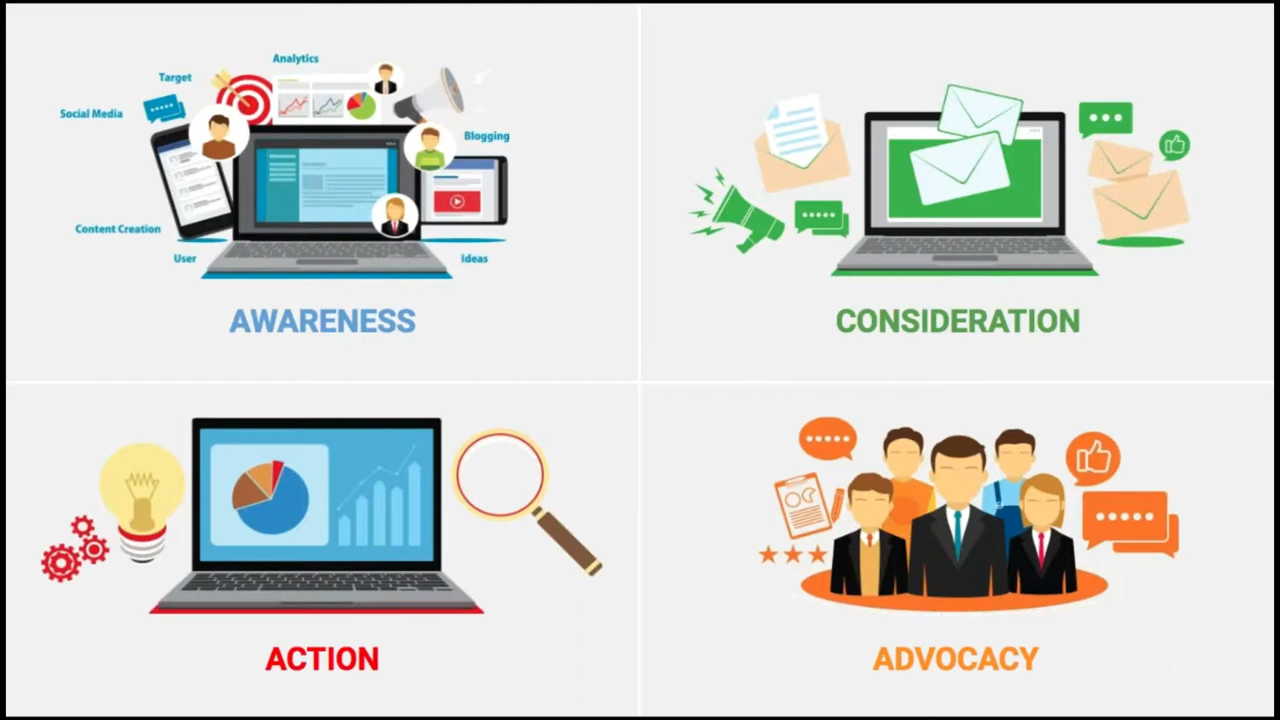 Analytics
Target
Social Media
Blogging
Content Creation
User
Ideas
AWARENESS
CONSIDERATION
ACTION
ADVOCACY